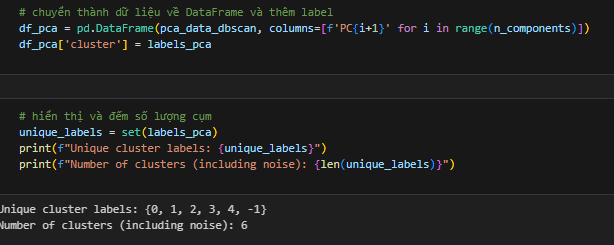 # chuyển thành dữ liệu về DataFrame và thêm label
df_pca = pd.DataFrame(pca_data_dbscan, columns=[f'PC{i+1}' for i in range(n_components)])
df_pca['cluster'] = labels_pca
# hiển thị và đếm số lượng cụm
unique_labels = set(labels_pca)
print(f"Unique cluster labels: {unique_labels}")
print(f"Number of clusters (including noise): {len(unique_labels)}")
Unique cluster labels: {0, 1, 2, 3, 4, -1}
Number of clusters (including noise): 6